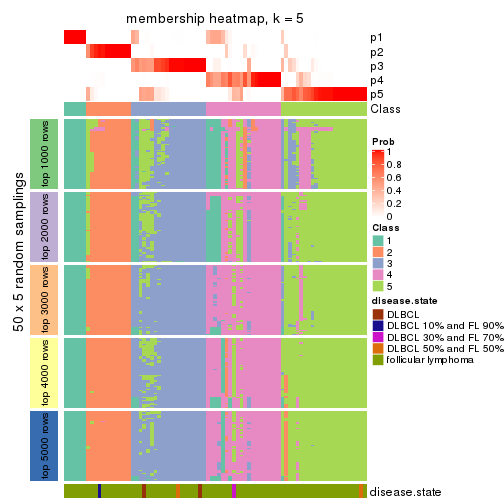 membership heatmap, k = 5
p1
p2
p3
p4
p5
Class
50 x 5 random samplings
top 1000 rows
top 2000 rows
top 3000 rows
top 4000 rows
top 5000 rows
Prob
1
0.8
0.6
0.4
0.2
0
Class
1
2
3
4
5
disease.state
DLBCL
DLBCL 10% and FL 90%
DLBCL 30% and FL 70%
DLBCL 50% and FL 50%
follicular lymphoma
disease.state